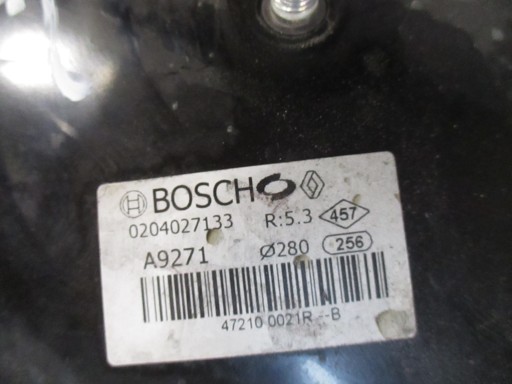 BOSCH
0204027133 R:5.3 457
A9271 Ø280 256
47210 0021R--B